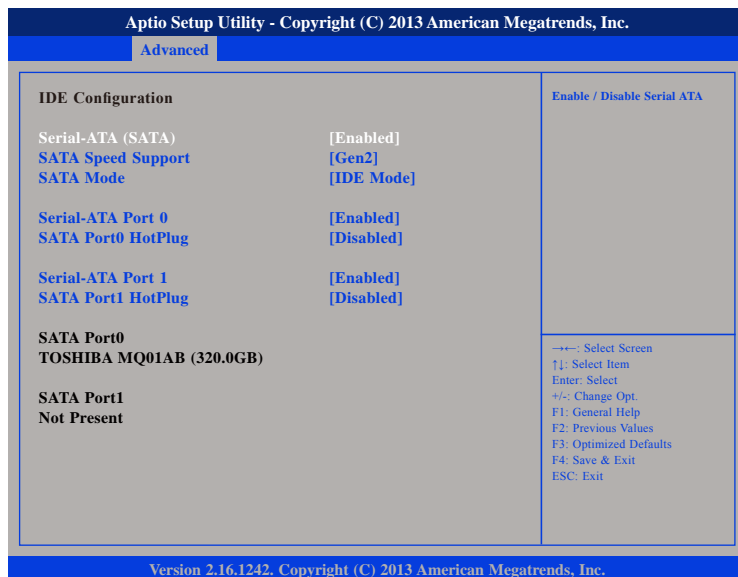 Aptio Setup Utility - Copyright (C) 2013 American Megatrends, Inc.
Advanced
IDE Configuration
Serial-ATA (SATA) [Enabled]
SATA Speed Support [Gen2]
SATA Mode [IDE Mode]
Serial-ATA Port 0 [Enabled]
SATA Port0 HotPlug [Disabled]
Serial-ATA Port 1 [Enabled]
SATA Port1 HotPlug [Disabled]
SATA Port0
TOSHIBA MQ01AB (320.0GB)
SATA Port1
Not Present
Enable / Disable Serial ATA
→←: Select Screen
↑↓: Select Item
Enter: Select
+/-: Change Opt.
F1: General Help
F2: Previous Values
F3: Optimized Defaults
F4: Save & Exit
ESC: Exit
Version 2.16.1242. Copyright (C) 2013 American Megatrends, Inc.